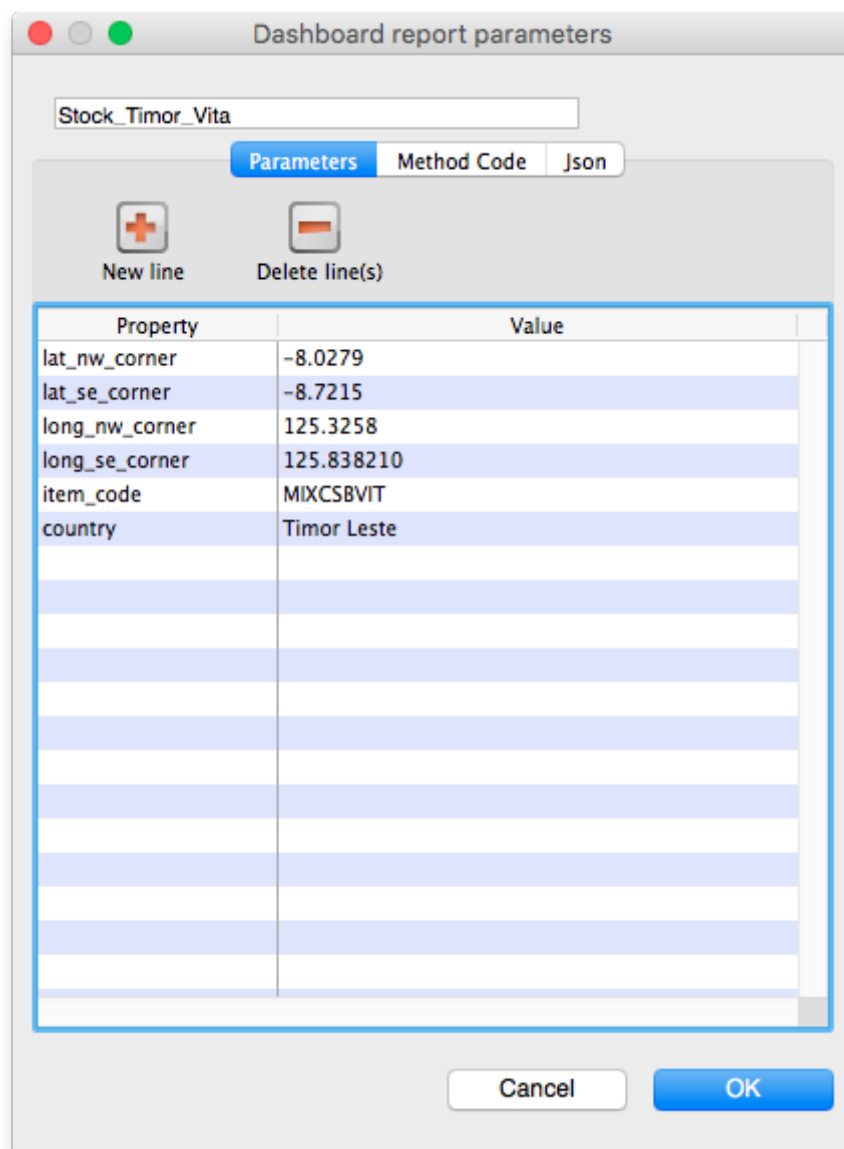 Dashboard report parameters
Stock_Timor_Vita
Parameters Method Code Json
New line Delete line(s)
Property Value
lat_nw_corner -8.0279
lat_se_corner -8.7215
long_nw_corner 125.3258
long_se_corner 125.838210
item_code MIXCSBVIT
country Timor Leste
Cancel OK